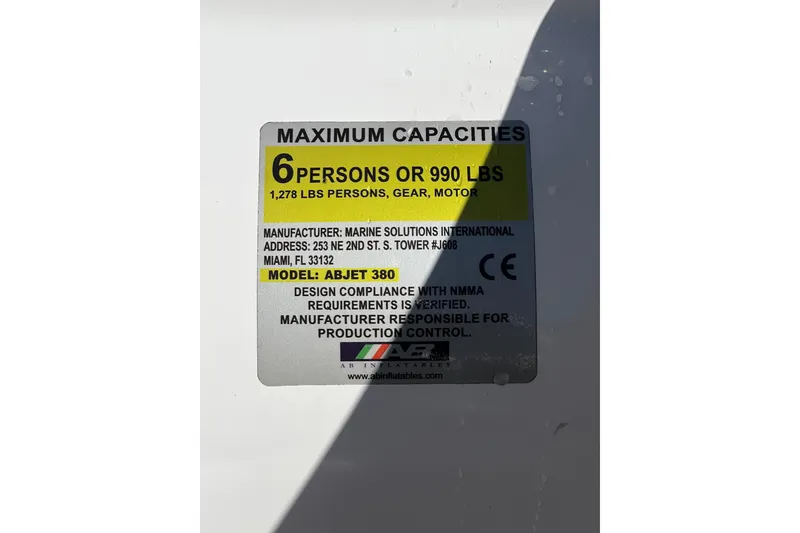 MAXIMUM CAPACITIES
6 PERSONS OR 990 LBS
1,278 LBS PERSONS, GEAR, MOTOR
MANUFACTURER: MARINE SOLUTIONS INTERNATIONAL
ADDRESS: 253 NE 2ND ST. S. TOWER #J608
MIAMI, FL 33132
MODEL: ABJET 380
CE
DESIGN COMPLIANCE WITH NMMA
REQUIREMENTS IS VERIFIED.
MANUFACTURER RESPONSIBLE FOR
PRODUCTION CONTROL.
AB
AB INFLATABLES
www.abinflatables.com